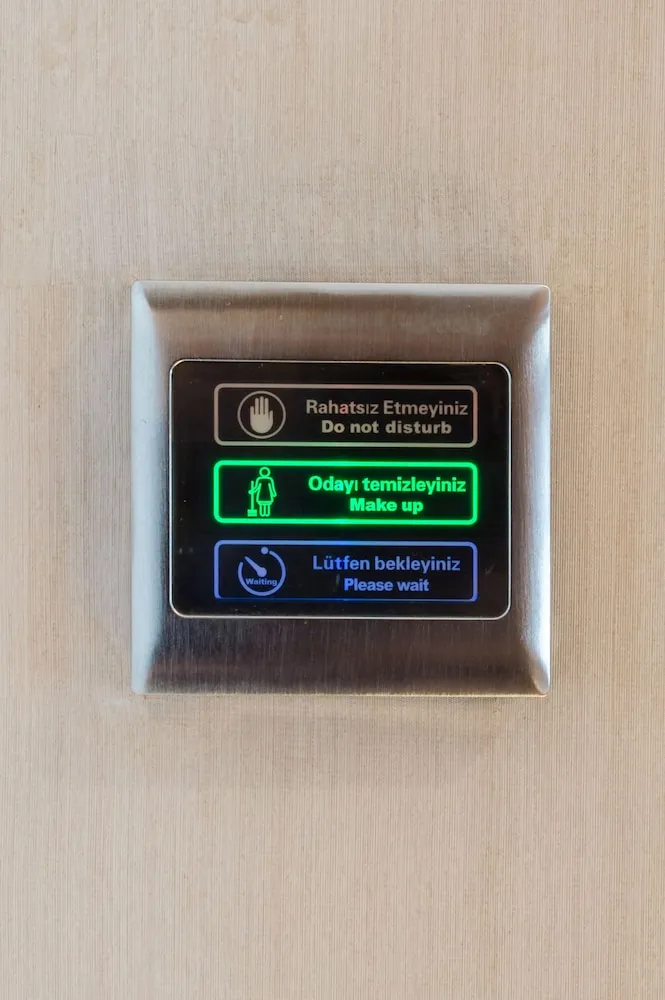 Rahatsız Etmeyiniz
Do not disturb
Odayı temizleyiniz
Make up
Lütfen bekleyiniz
Waiting
Please wait